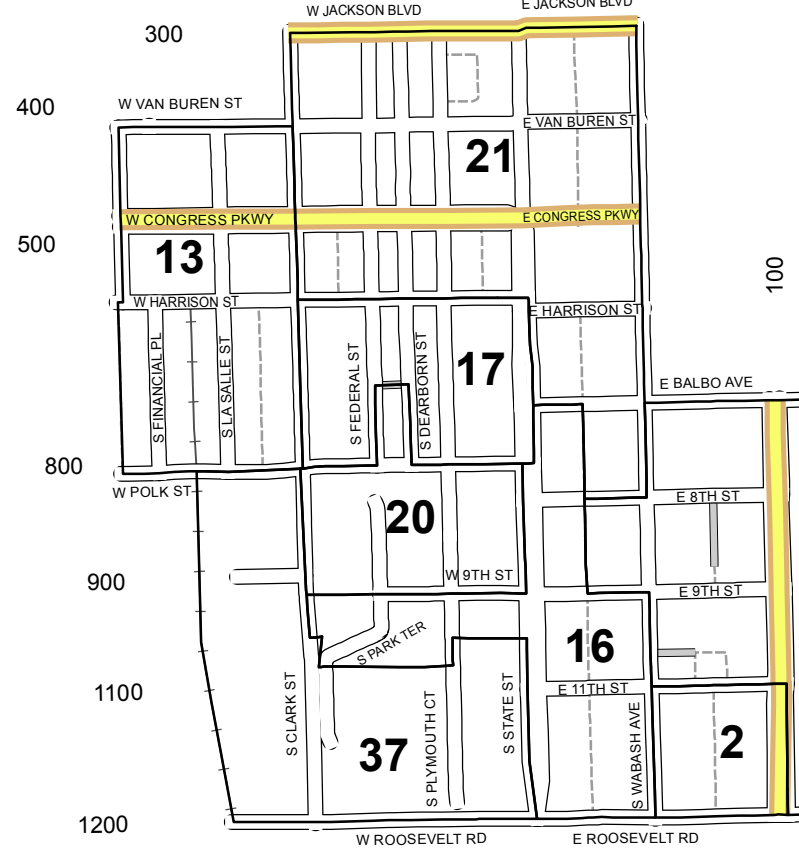 W JACKSON BLVD
E JACKSON BLVD
300
400
W VAN BUREN ST
E VAN BUREN ST
21
W CONGRESS PKWY
E CONGRESS PKWY
500
13
100
W HARRISON ST
E HARRISON ST
S FINANCIAL PL
S LA SALLE ST
S FEDERAL ST
S DEARBORN ST
17
E BALBO AVE
800
W POLK ST
E 8TH ST
20
900
W 9TH ST
E 9TH ST
S PARK TER
16
1100
E 11TH ST
S CLARK ST
37
S PLYMOUTH CT
S STATE ST
S WABASH AVE
2
1200
W ROOSEVELT RD
E ROOSEVELT RD